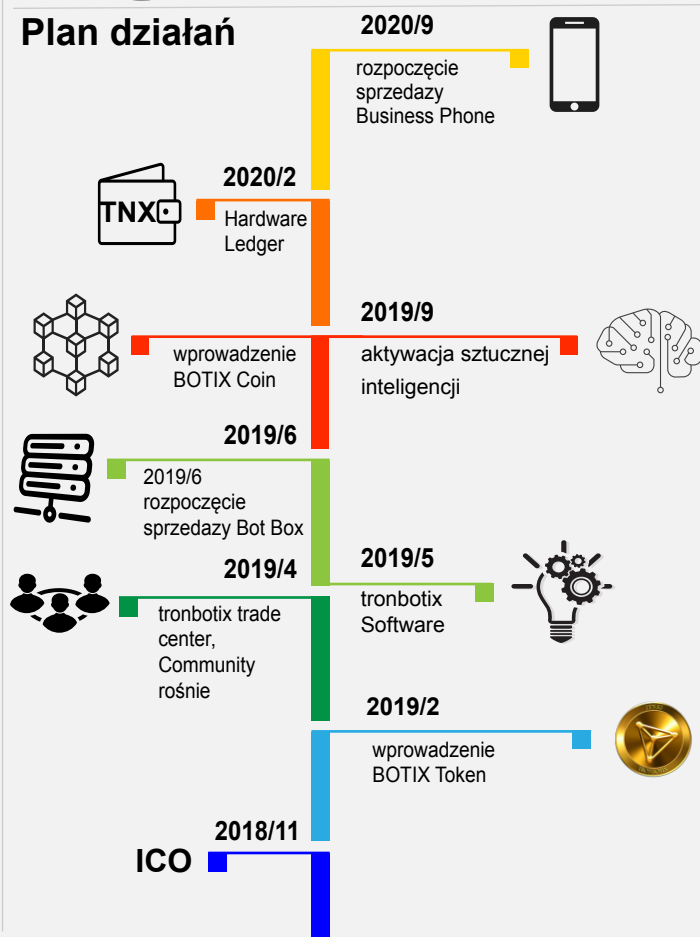 Plan działań
2020/9
rozpoczęcie
sprzedazy
Business Phone
2020/2
TNX
Hardware
Ledger
2019/9
wprowadzenie
BOTIX Coin
aktywacja sztucznej
inteligencji
2019/6
2019/6
rozpoczęcie
sprzedazy Bot Box
2019/5
tronbotix
Software
2019/4
tronbotix trade
center,
Community
rośnie
2019/2
wprowadzenie
BOTIX Token
2018/11
ICO